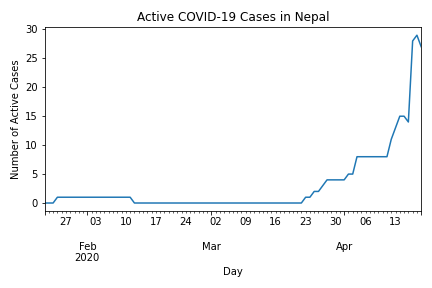 Active COVID-19 Cases in Nepal
30
25
20
15
10
5
0
Number of Active Cases
27 03 10 17 24 02 09 16 23 30 06 13
Feb Mar Apr
2020
Day